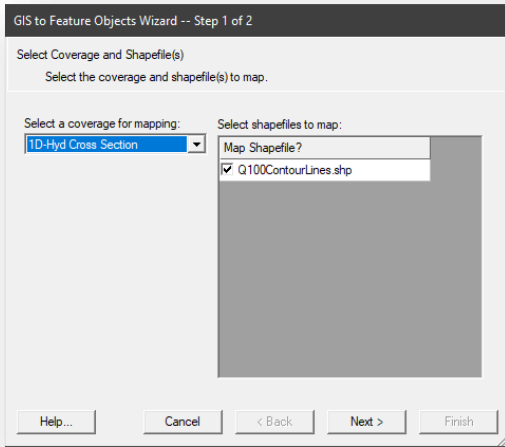 GIS to Feature Objects Wizard -- Step 1 of 2
Select Coverage and Shapefile(s)
Select the coverage and shapefile(s) to map.
Select a coverage for mapping:
1D-Hyd Cross Section
Select shapefiles to map:
Map Shapefile?
Q100ContourLines.shp
Help...
Cancel
< Back
Next >
Finish